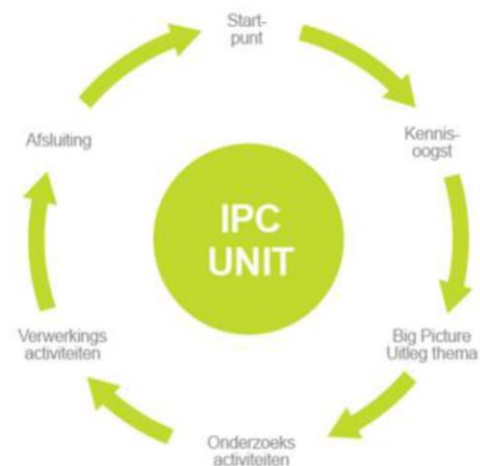 Start-
punt
Kennis-
oogst
Big Picture
Uitleg thema
Onderzoeks
activiteiten
Verwerkings
activiteiten
Afsluiting
IPC
UNIT